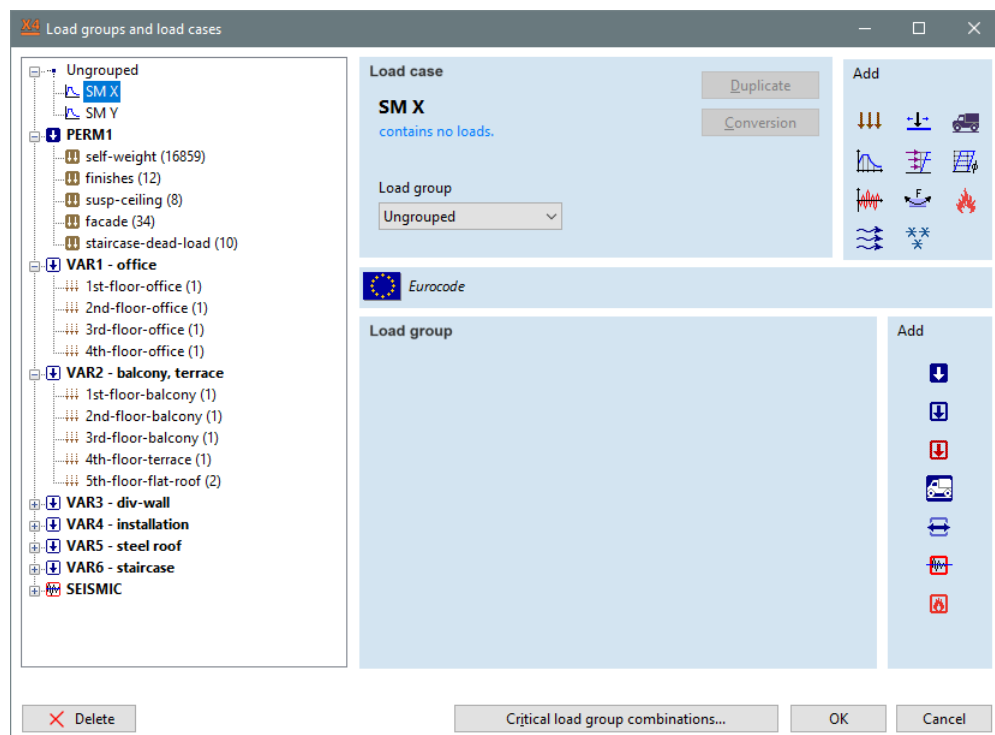 X4 Load groups and load cases
Ungrouped
SM X
SM Y
PERM1
self-weight (16859)
finishes (12)
susp-ceiling (8)
facade (34)
staircase-dead-load (10)
VAR1 - office
1st-floor-office (1)
2nd-floor-office (1)
3rd-floor-office (1)
4th-floor-office (1)
VAR2 - balcony, terrace
1st-floor-balcony (1)
2nd-floor-balcony (1)
3rd-floor-balcony (1)
4th-floor-terrace (1)
5th-floor-flat-roof (2)
VAR3 - div-wall
VAR4 - installation
VAR5 - steel roof
VAR6 - staircase
SEISMIC
Load case
SM X
contains no loads.
Duplicate
Conversion
Load group
Ungrouped
Add
F
ϕ
Eurocode
Load group
Add
Delete
Critical load group combinations...
OK
Cancel